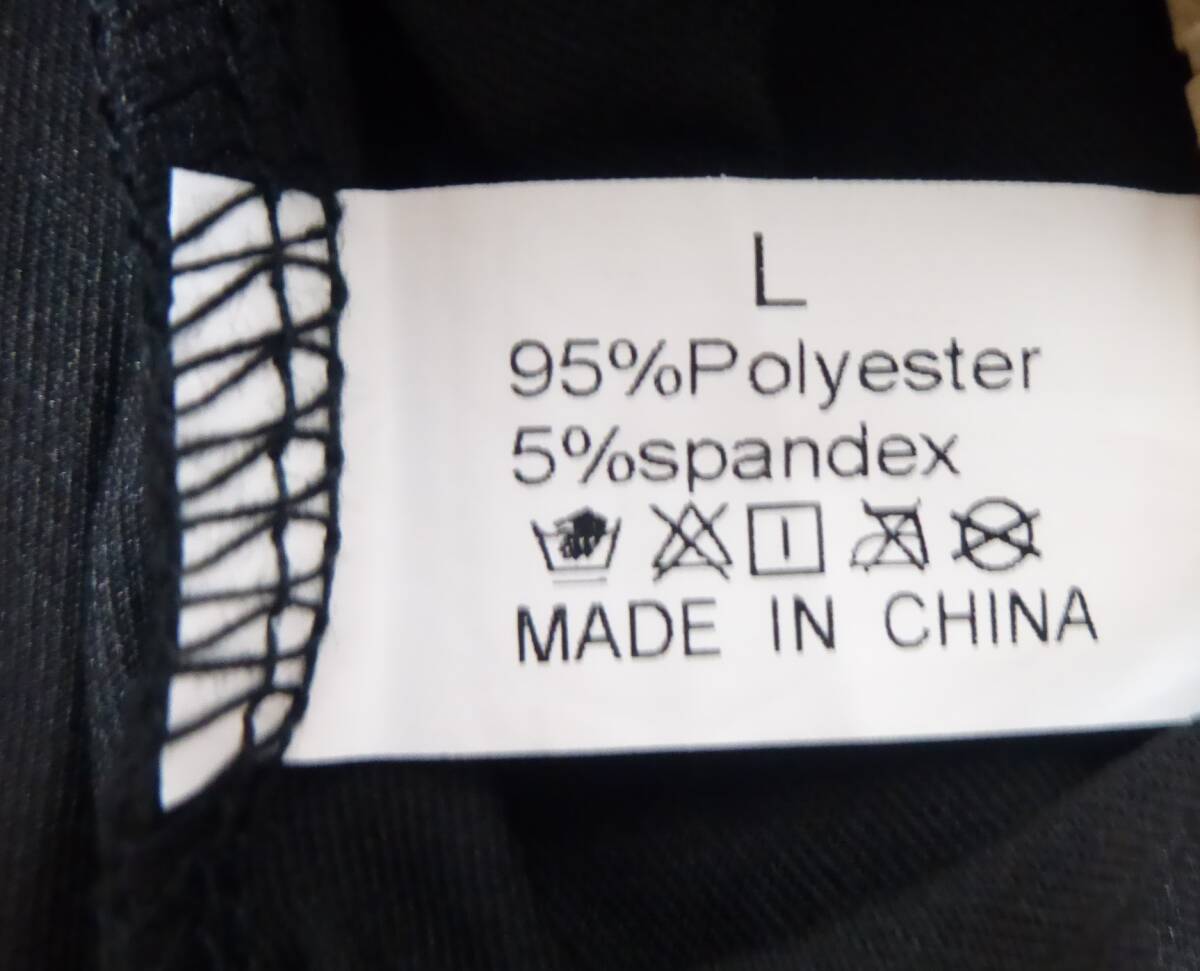 L
95%Polyester
5%spandex
MADE IN CHINA